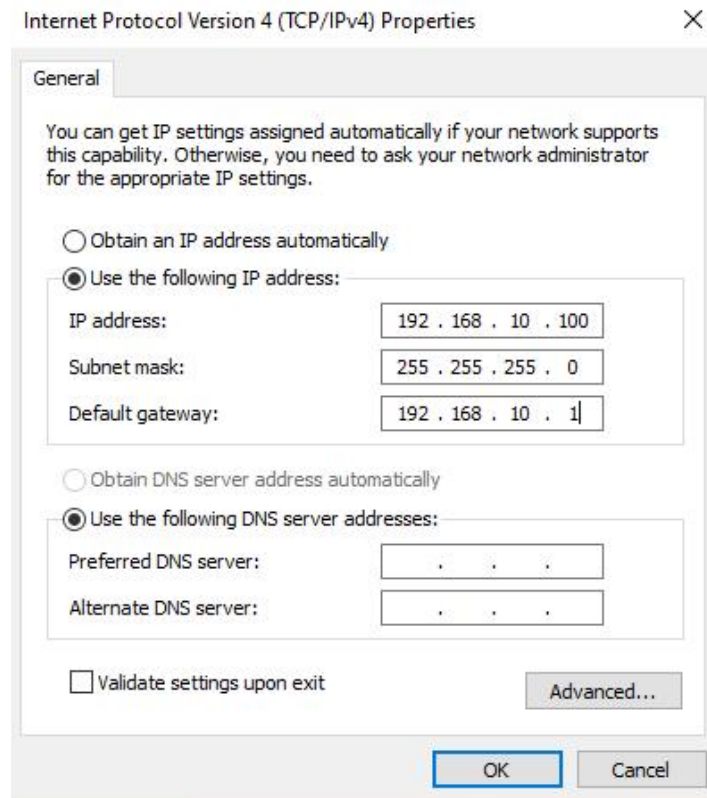 Internet Protocol Version 4 (TCP/IPv4) Properties
General
You can get IP settings assigned automatically if your network supports
this capability. Otherwise, you need to ask your network administrator
for the appropriate IP settings.
Obtain an IP address automatically
Use the following IP address:
IP address: 192 . 168 . 10 . 100
Subnet mask: 255 . 255 . 255 . 0
Default gateway: 192 . 168 . 10 . 1
Obtain DNS server address automatically
Use the following DNS server addresses:
Preferred DNS server: . . .
Alternate DNS server: . . .
Validate settings upon exit
Advanced...
OK Cancel